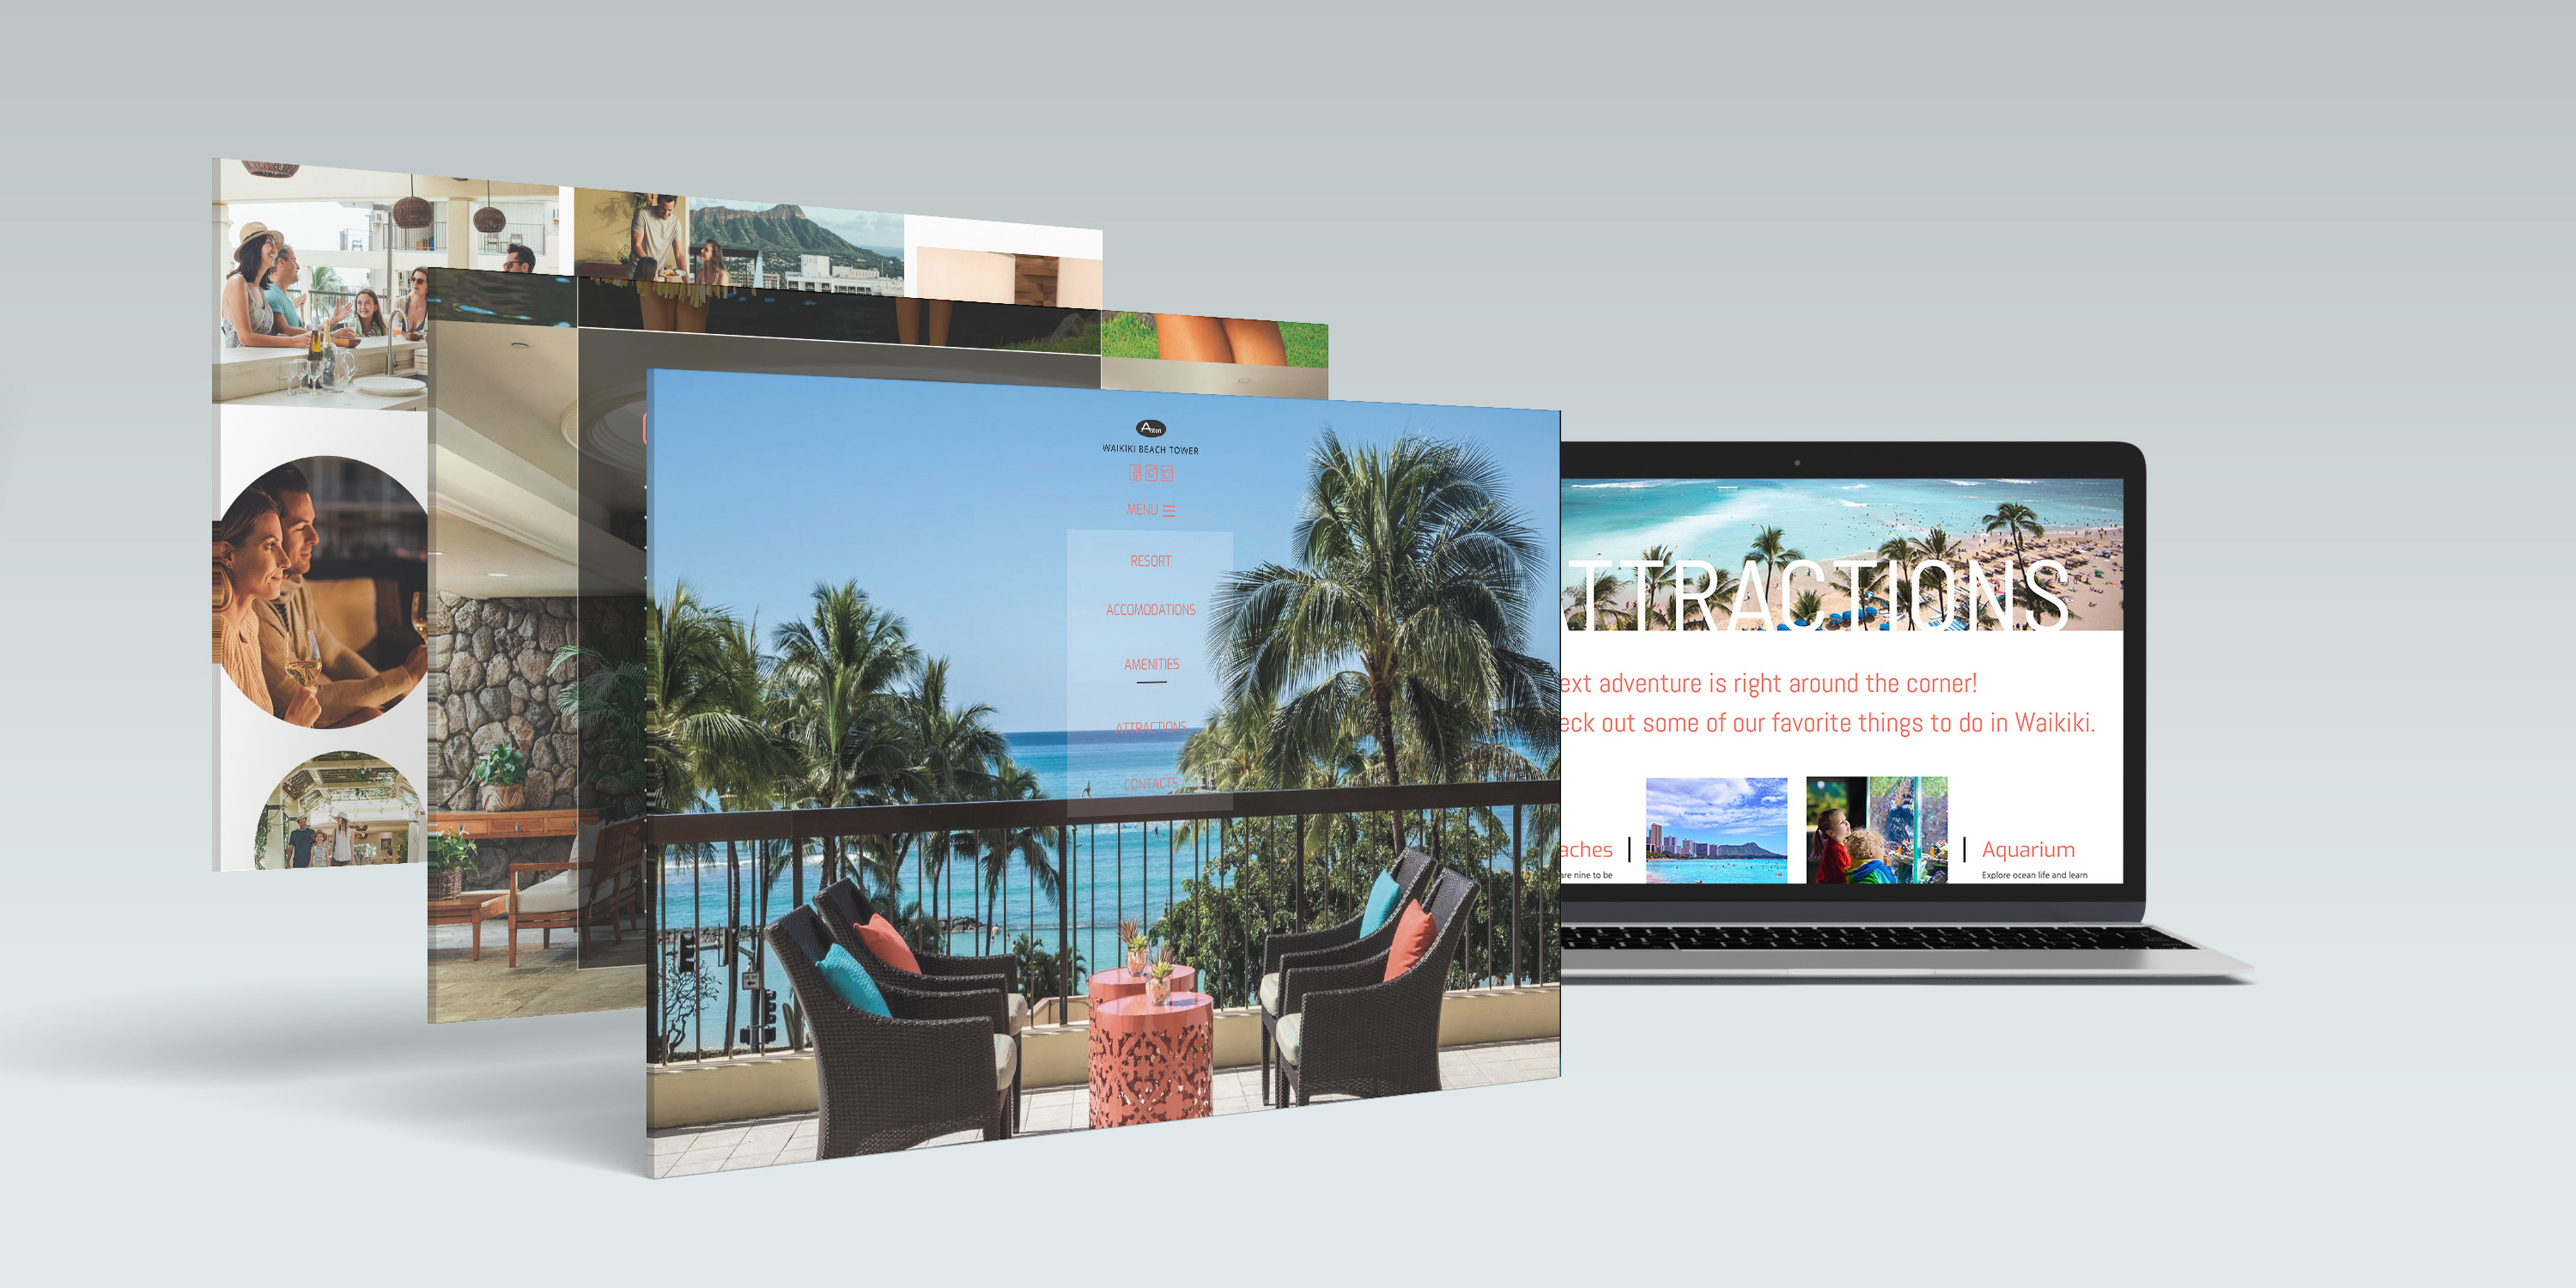 Aston
WAIKIKI BEACH TOWER
MENU
RESORT
ACCOMODATIONS
AMENITIES
ATTRACTIONS
CONTACTS
ATTRACTIONS
ext adventure is right around the corner!
eck out some of our favorite things to do in Waikiki.
aches
are nine to be
Aquarium
Explore ocean life and learn